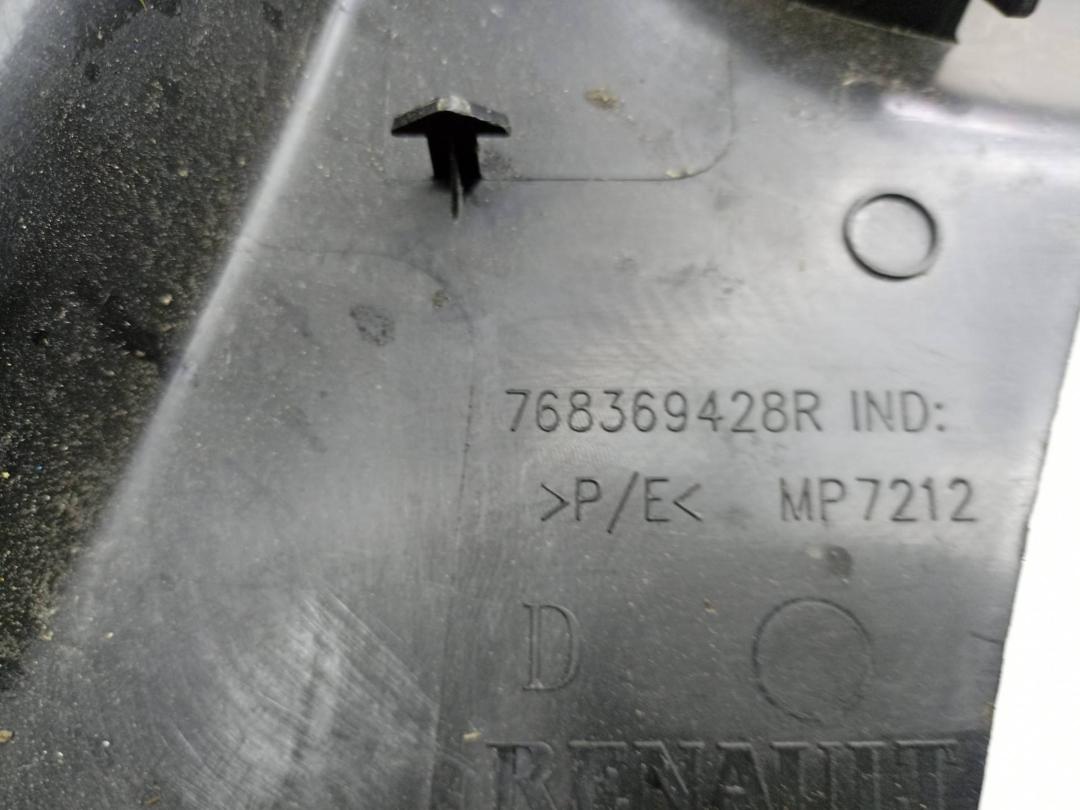 768369428R IND:
>P/E< MP7212
D
RENAULT